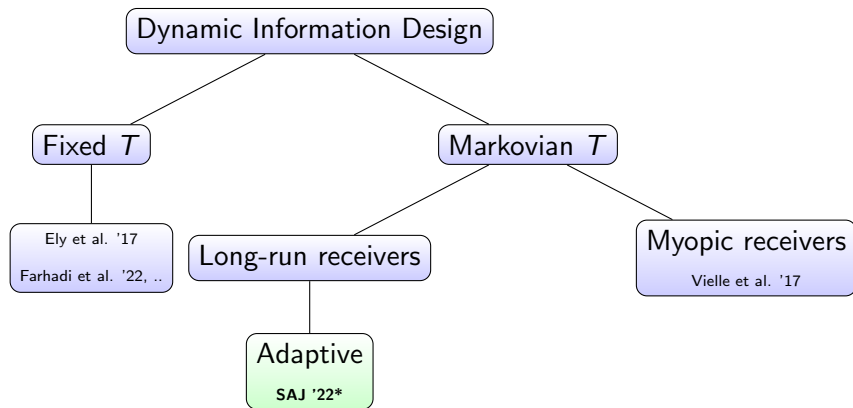 Dynamic Information Design
Fixed T
Markovian T
Ely et al. '17
Farhadi et al. '22, ..
Long-run receivers
Myopic receivers
Vielle et al. '17
Adaptive
SAJ '22*